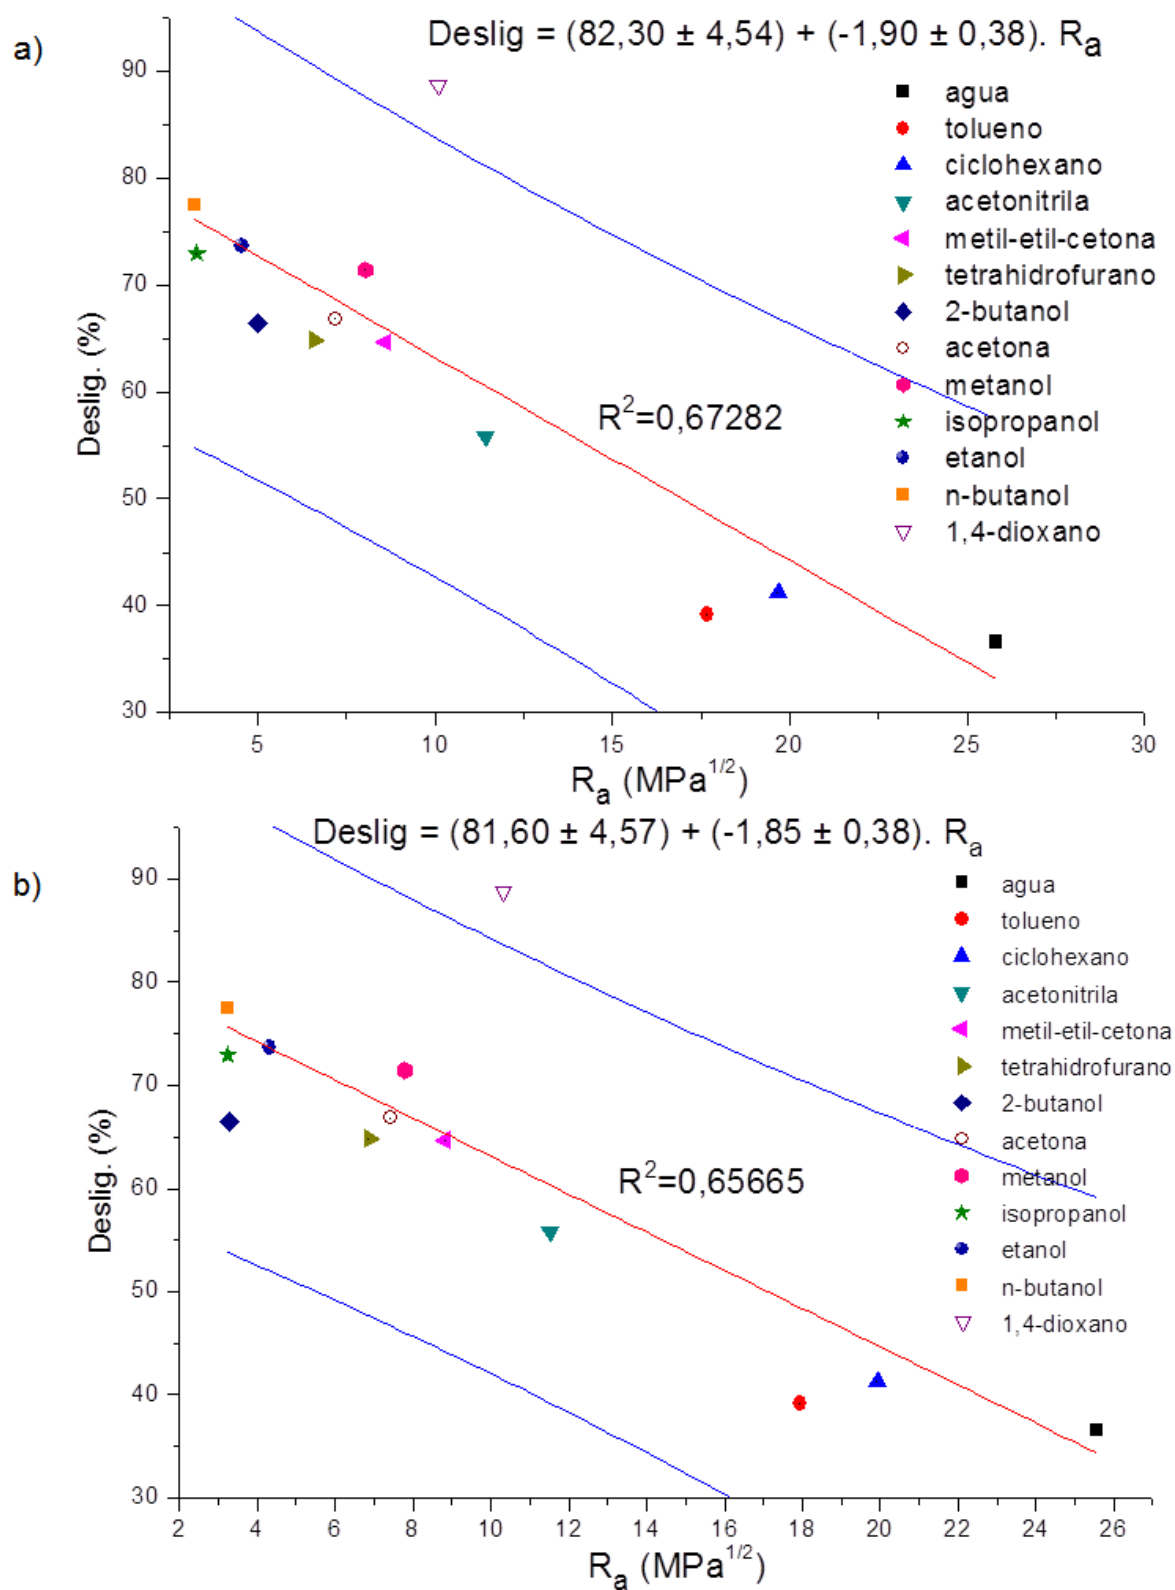 a)
Deslig = (82,30 ± 4,54) + (-1,90 ± 0,38). Rₐ
agua
tolueno
ciclohexano
acetonitrila
metil-etil-cetona
tetrahidrofurano
2-butanol
acetona
metanol
isopropanol
etanol
n-butanol
1,4-dioxano
R²=0,67282
Deslig. (%)
90
80
70
60
50
40
30
5 10 15 20 25 30
Rₐ (MPa^1/2)
b)
Deslig = (81,60 ± 4,57) + (-1,85 ± 0,38). Rₐ
agua
tolueno
ciclohexano
acetonitrila
metil-etil-cetona
tetrahidrofurano
2-butanol
acetona
metanol
isopropanol
etanol
n-butanol
1,4-dioxano
R²=0,65665
Deslig. (%)
90
80
70
60
50
40
30
2 4 6 8 10 12 14 16 18 20 22 24 26
Rₐ (MPa^1/2)